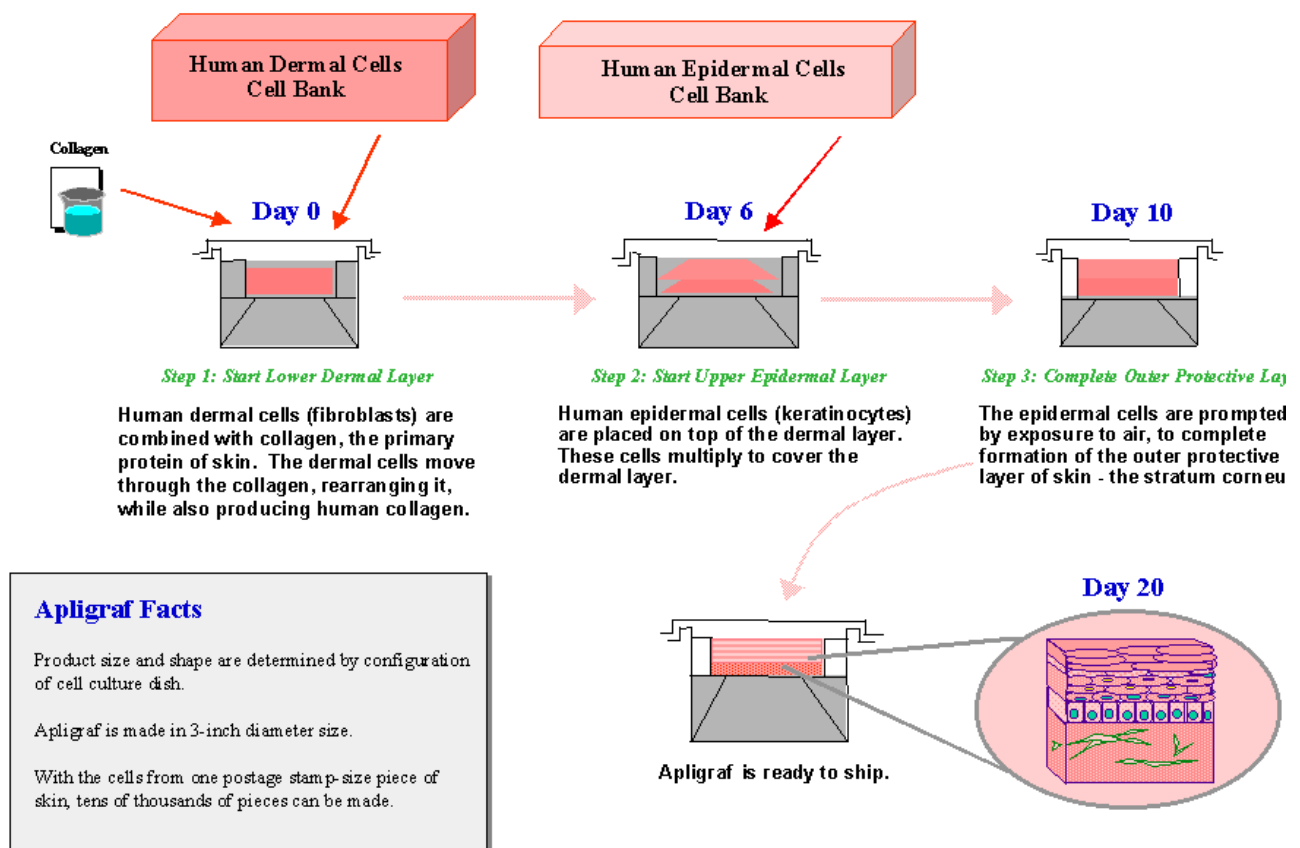 Human Dermal Cells
Cell Bank
Human Epidermal Cells
Cell Bank
Collagen
Day 0
Day 6
Day 10
Step 1: Start Lower Dermal Layer
Human dermal cells (fibroblasts) are
combined with collagen, the primary
protein of skin. The dermal cells move
through the collagen, rearranging it,
while also producing human collagen.
Step 2: Start Upper Epidermal Layer
Human epidermal cells (keratinocytes)
are placed on top of the dermal layer.
These cells multiply to cover the
dermal layer.
Step 3: Complete Outer Protective Lay
The epidermal cells are prompted
by exposure to air, to complete
formation of the outer protective
layer of skin - the stratum corneu
Apligraf Facts
Product size and shape are determined by configuration
of cell culture dish.
Apligraf is made in 3-inch diameter size.
With the cells from one postage stamp-size piece of
skin, tens of thousands of pieces can be made.
Day 20
Apligraf is ready to ship.